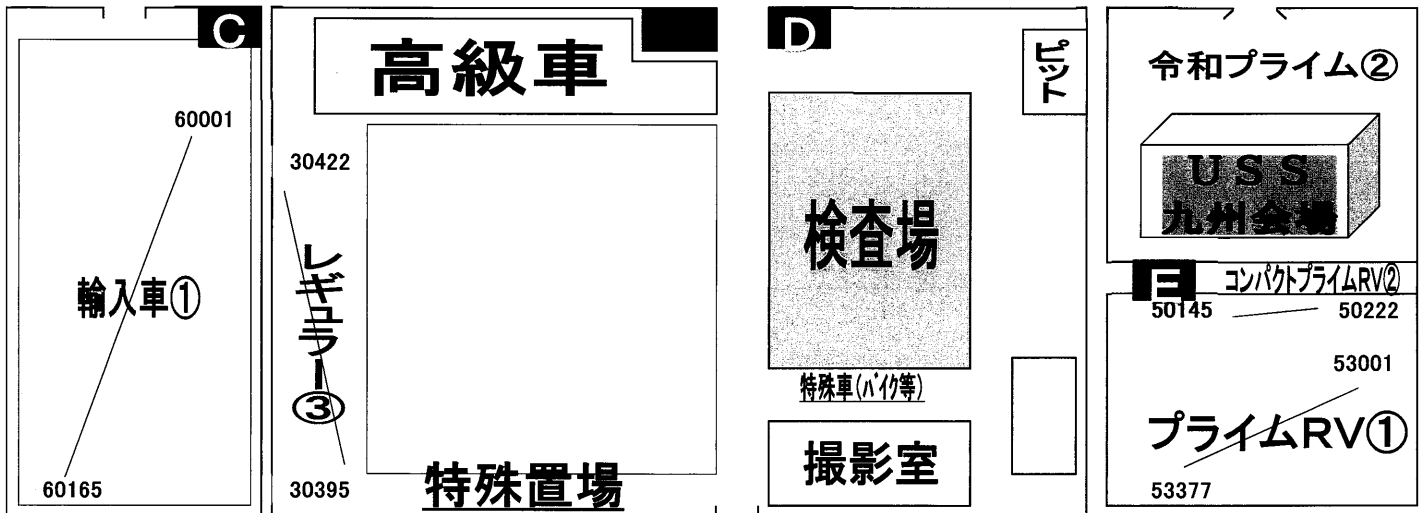 C
60001
輸入車①
60165
高級車
30422
レギュラー③
30395
特殊置場
D
ピット
検査場
特殊車(バイク等)
撮影室
令和プライム②
USS
九州会場
E
コンパクトプライムRV②
50145
50222
53001
プライムRV①
53377